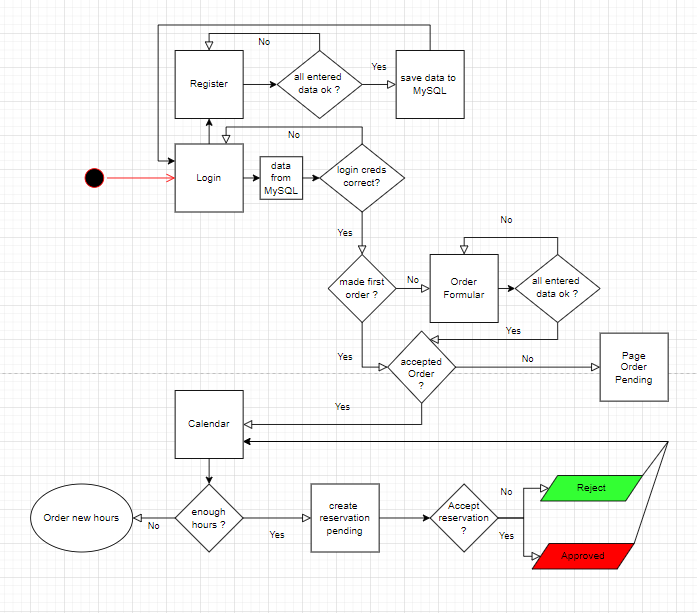 No
Register
all entered
data ok ?
Yes
save data to
MySQL
No
Login
data
from
MySQL
login creds
correct?
Yes
No
made first
order ?
No
Order
Formular
all entered
data ok ?
Yes
Yes
accepted
Order
?
No
Page
Order
Pending
Yes
Calendar
Order new hours
No
enough
hours ?
Yes
create
reservation
pending
Accept
reservation
?
No
Reject
Yes
Approved